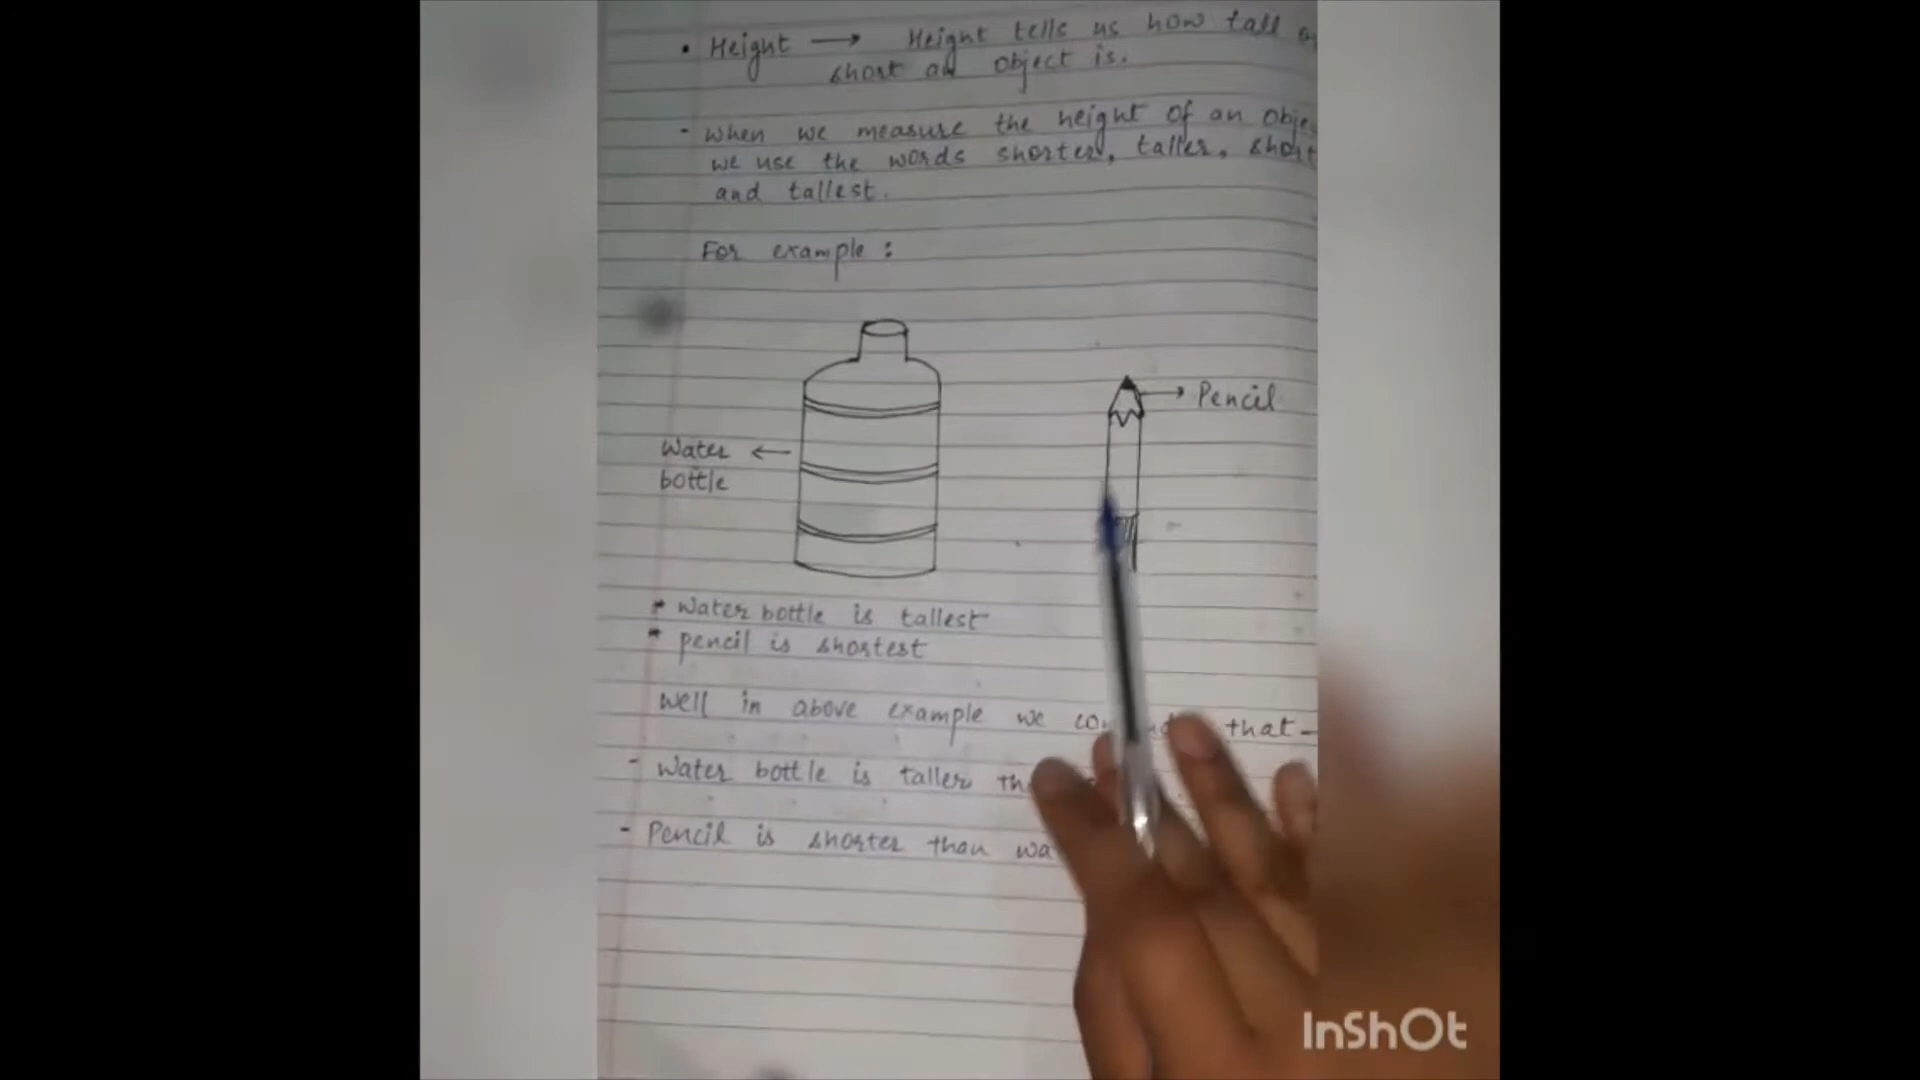 • Height → Height tells us how tall
short an object is.
- when we measure the height of an
we use the words shorter, taller,
and tallest.
For example :
→ Pencil
Water ←
bottle
* Water bottle is tallest
* pencil is shortest
well in above example we that -
- Water bottle is taller
- Pencil is shorter than
InShOt